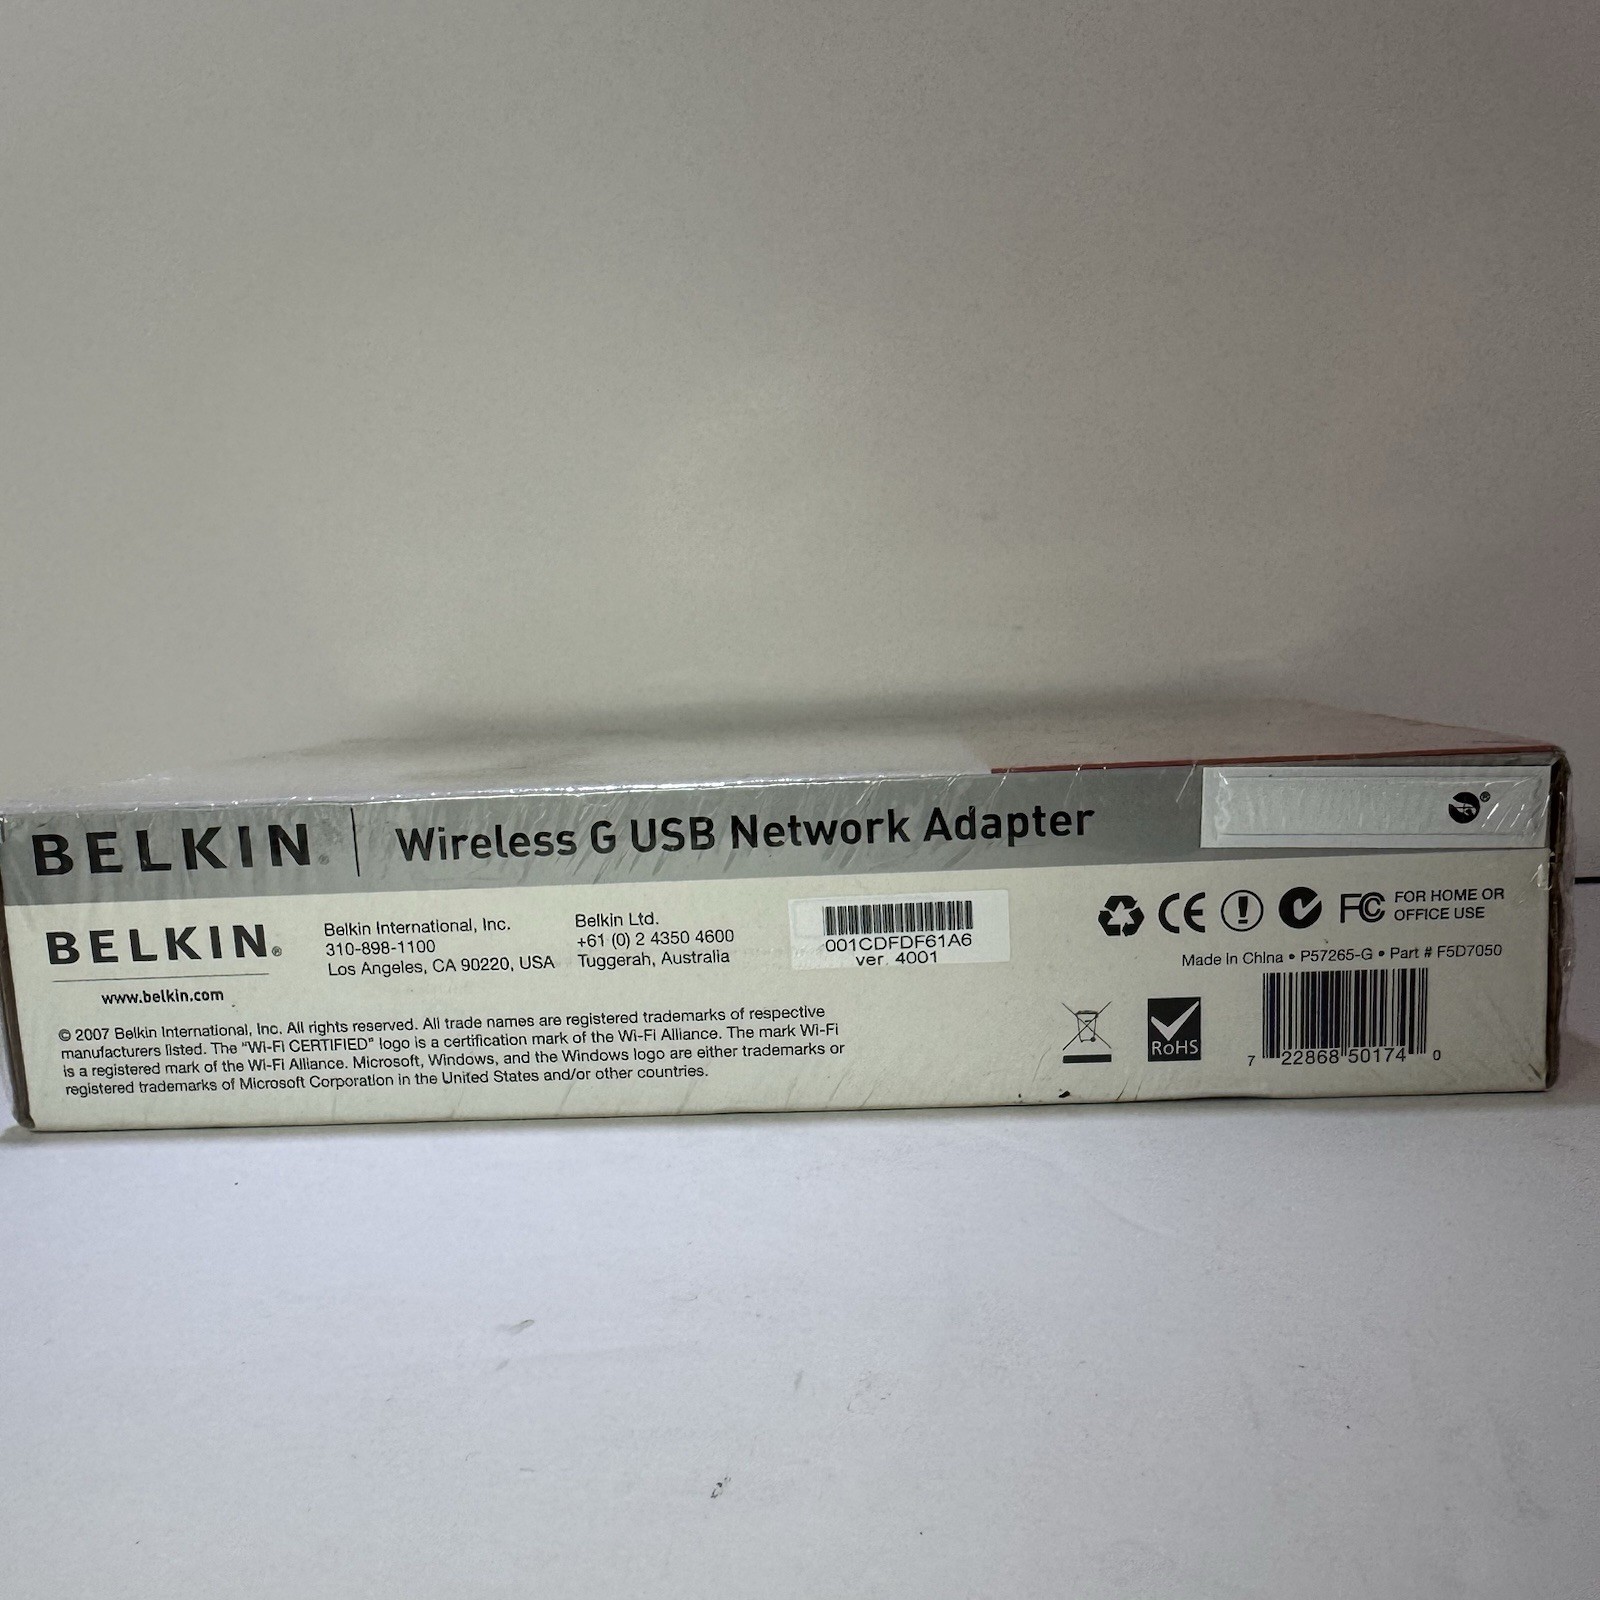 BELKIN® | Wireless G USB Network Adapter
®
BELKIN®
www.belkin.com
Belkin International, Inc.
310-898-1100
Los Angeles, CA 90220, USA
Belkin Ltd.
+61 (0) 2 4350 4600
Tuggerah, Australia
001CDFDF61A6
ver. 4001
CE
FC
FOR HOME OR
OFFICE USE
Made in China • P57265-G • Part # F5D7050
© 2007 Belkin International, Inc. All rights reserved. All trade names are registered trademarks of respective
manufacturers listed. The "Wi-Fi CERTIFIED" logo is a certification mark of the Wi-Fi Alliance. The mark Wi-Fi
is a registered mark of the Wi-Fi Alliance. Microsoft, Windows, and the Windows logo are either trademarks or
registered trademarks of Microsoft Corporation in the United States and/or other countries.
RoHS
7 22868 50174 0